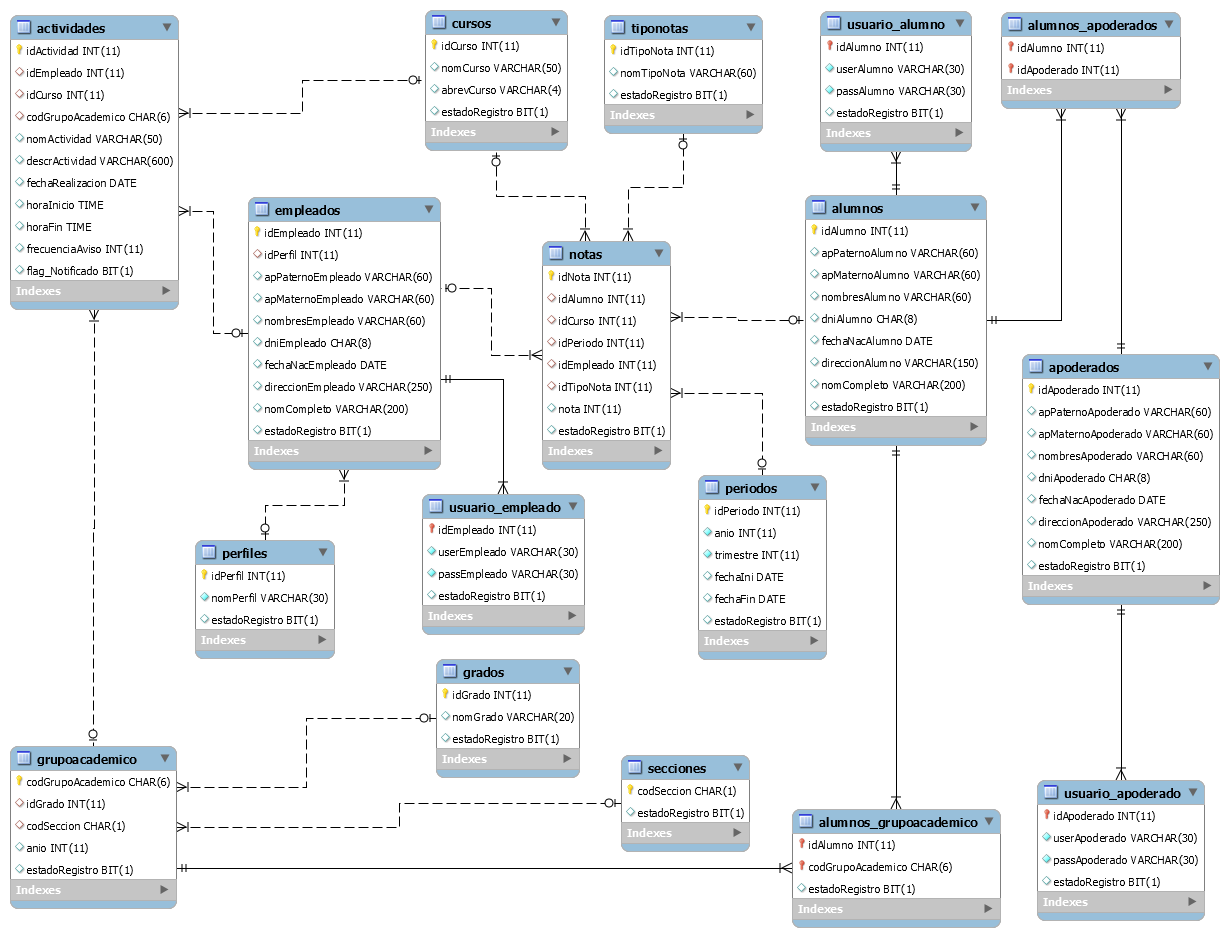 actividades
idActividad INT(11)
idEmpleado INT(11)
idCurso INT(11)
codGrupoAcademico CHAR(6)
nomActividad VARCHAR(50)
descrActividad VARCHAR(600)
fechaRealizacion DATE
horaInicio TIME
horaFin TIME
frecuenciaAviso INT(11)
flag_Notificado BIT(1)
Indexes
cursos
idCurso INT(11)
nomCurso VARCHAR(50)
abrevCurso VARCHAR(4)
estadoRegistro BIT(1)
Indexes
tiponotas
idTipoNota INT(11)
nomTipoNota VARCHAR(60)
estadoRegistro BIT(1)
Indexes
usuario_alumno
idAlumno INT(11)
userAlumno VARCHAR(30)
passAlumno VARCHAR(30)
estadoRegistro BIT(1)
Indexes
alumnos_apoderados
idAlumno INT(11)
idApoderado INT(11)
Indexes
empleados
idEmpleado INT(11)
idPerfil INT(11)
apPaternoEmpleado VARCHAR(60)
apMaternoEmpleado VARCHAR(60)
nombresEmpleado VARCHAR(60)
dniEmpleado CHAR(8)
fechaNacEmpleado DATE
direccionEmpleado VARCHAR(250)
nomCompleto VARCHAR(200)
estadoRegistro BIT(1)
Indexes
notas
idNota INT(11)
idAlumno INT(11)
idCurso INT(11)
idPeriodo INT(11)
idEmpleado INT(11)
idTipoNota INT(11)
nota INT(11)
estadoRegistro BIT(1)
Indexes
alumnos
idAlumno INT(11)
apPaternoAlumno VARCHAR(60)
apMaternoAlumno VARCHAR(60)
nombresAlumno VARCHAR(60)
dniAlumno CHAR(8)
fechaNacAlumno DATE
direccionAlumno VARCHAR(150)
nomCompleto VARCHAR(200)
estadoRegistro BIT(1)
Indexes
apoderados
idApoderado INT(11)
apPaternoApoderado VARCHAR(60)
apMaternoApoderado VARCHAR(60)
nombresApoderado VARCHAR(60)
dniApoderado CHAR(8)
fechaNacApoderado DATE
direccionApoderado VARCHAR(250)
nomCompleto VARCHAR(200)
estadoRegistro BIT(1)
Indexes
perfiles
idPerfil INT(11)
nomPerfil VARCHAR(30)
estadoRegistro BIT(1)
Indexes
usuario_empleado
idEmpleado INT(11)
userEmpleado VARCHAR(30)
passEmpleado VARCHAR(30)
estadoRegistro BIT(1)
Indexes
periodos
idPeriodo INT(11)
anio INT(11)
trimestre INT(11)
fechaIni DATE
fechaFin DATE
estadoRegistro BIT(1)
Indexes
grados
idGrado INT(11)
nomGrado VARCHAR(20)
estadoRegistro BIT(1)
Indexes
grupoacademico
codGrupoAcademico CHAR(6)
idGrado INT(11)
codSeccion CHAR(1)
anio INT(11)
estadoRegistro BIT(1)
Indexes
secciones
codSeccion CHAR(1)
estadoRegistro BIT(1)
Indexes
alumnos_grupoacademico
idAlumno INT(11)
codGrupoAcademico CHAR(6)
estadoRegistro BIT(1)
Indexes
usuario_apoderado
idApoderado INT(11)
userApoderado VARCHAR(30)
passApoderado VARCHAR(30)
estadoRegistro BIT(1)
Indexes